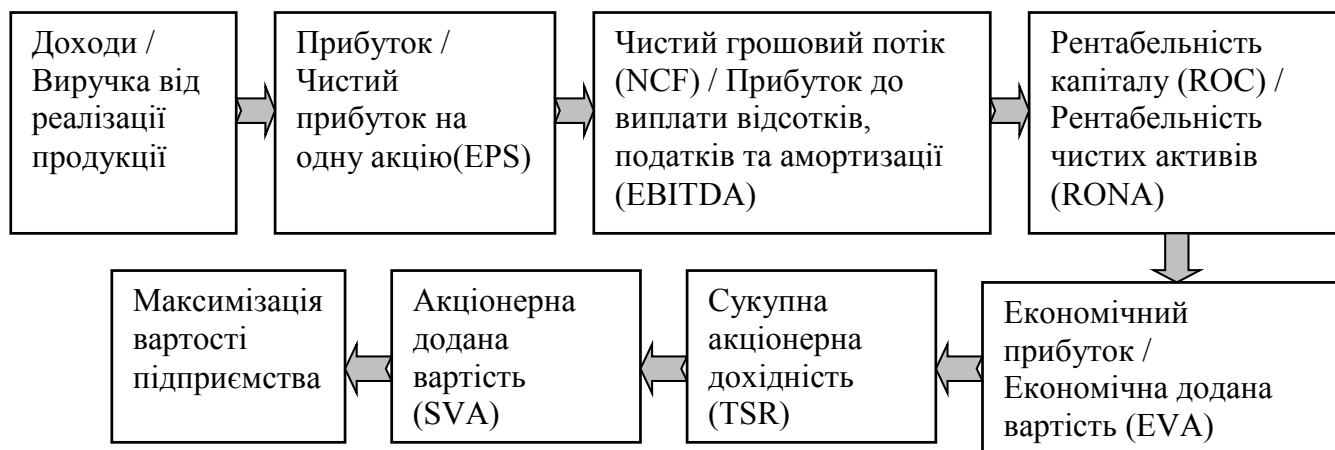 Доходи /
Виручка від
реалізації
продукції
Прибуток /
Чистий
прибуток на
одну акцію(EPS)
Чистий грошовий потік
(NCF) / Прибуток до
виплати відсотків,
податків та амортизації
(EBITDA)
Рентабельність
капіталу (ROC) /
Рентабельність
чистих активів
(RONA)
Економічний
прибуток /
Економічна додана
вартість (EVA)
Сукупна
акціонерна
дохідність
(TSR)
Акціонерна
додана
вартість
(SVA)
Максимізація
вартості
підприємства